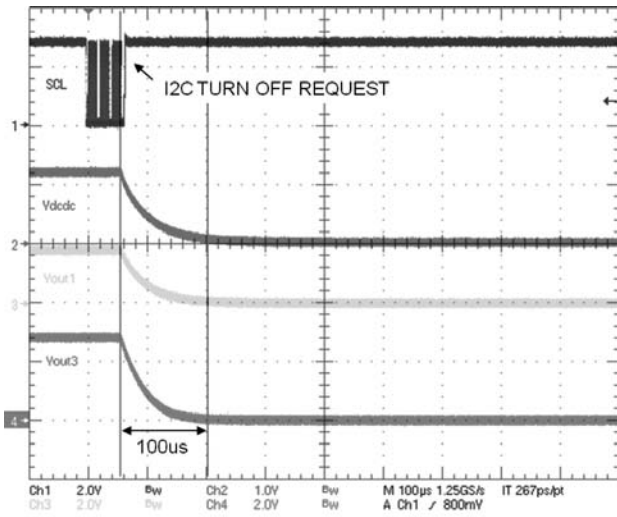 SCL
I2C TURN OFF REQUEST
1
Vdcdc
2
Vout1
3
Vout3
4
100us
Ch1 2.0V Bw Ch2 1.0V Bw M 100µs 1.25GS/s IT 267ps/pt
Ch3 2.0V Bw Ch4 2.0V Bw A Ch1 ∕ 800mV